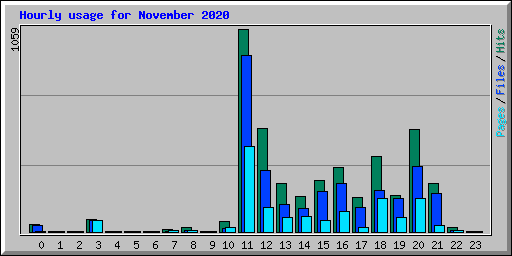 Hourly usage for November 2020
1059
Pages/Files/Hits
0 1 2 3 4 5 6 7 8 9 10 11 12 13 14 15 16 17 18 19 20 21 22 23